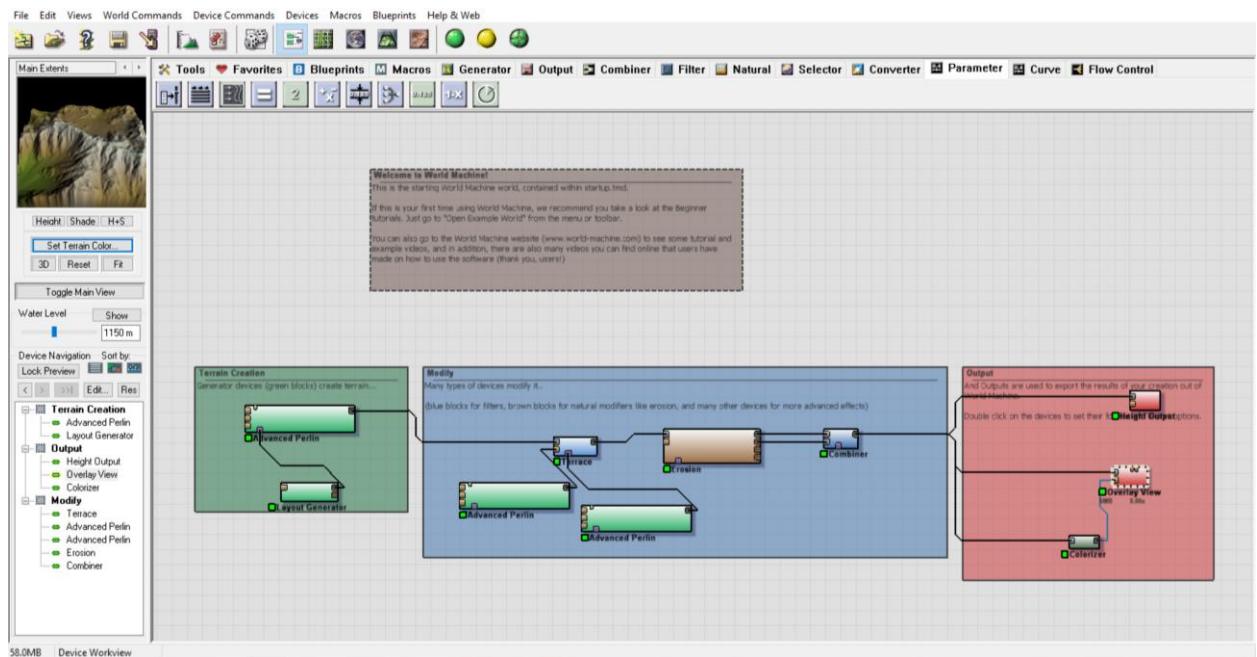 File Edit Views World Commands Device Commands Devices Macros Blueprints Help & Web
Main Extents
Tools Favorites Blueprints Macros Generator Output Combiner Filter Natural Selector Converter Parameter Curve Flow Control
Height Shade H+S
Set Terrain Color...
3D Reset Fit
Toggle Main View
Water Level Show
1150 m
Device Navigation Sort by:
Lock Preview
< > >>| Edit... Res
Terrain Creation
Advanced Perlin
Layout Generator
Output
Height Output
Overlay View
Colorizer
Modify
Terrace
Advanced Perlin
Advanced Perlin
Erosion
Combiner
Welcome to World Machine!
This is the starting World Machine world, contained within startup.tmd.
If this is your first time using World Machine, we recommend you take a look at the Beginner
tutorials. Just go to "Open Example World" from the menu or toolbar.
You can also go to the World Machine website (www.world-machine.com) to see some tutorial and
example videos, and in addition, there are also many videos you can find online that users have
made on how to use the software (thank you, users!)
Terrain Creation
Generator devices (green blocks) create terrain...
Advanced Perlin
Layout Generator
Modify
Many types of devices modify it..
(blue blocks for filters, brown blocks for natural modifiers like erosion, and many other devices for more advanced effects)
Terrace
Erosion
Combiner
Advanced Perlin
Advanced Perlin
Output
And Outputs are used to export the results of your creation out of
World Machine.
Double click on the devices to set their options.
Height Output
Overlay View
Colorizer
58.0MB Device Workview